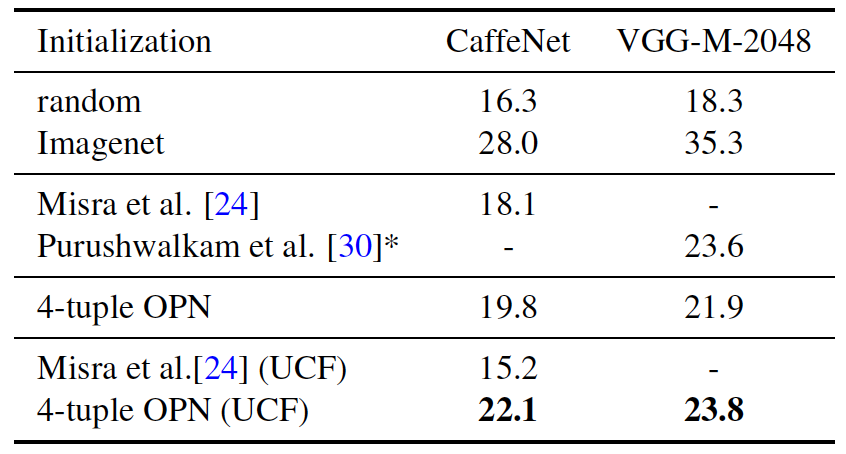 Initialization CaffeNet VGG-M-2048
random 16.3 18.3
Imagenet 28.0 35.3
Misra et al. [24] 18.1 -
Purushwalkam et al. [30]* - 23.6
4-tuple OPN 19.8 21.9
Misra et al.[24] (UCF) 15.2 -
4-tuple OPN (UCF) 22.1 23.8